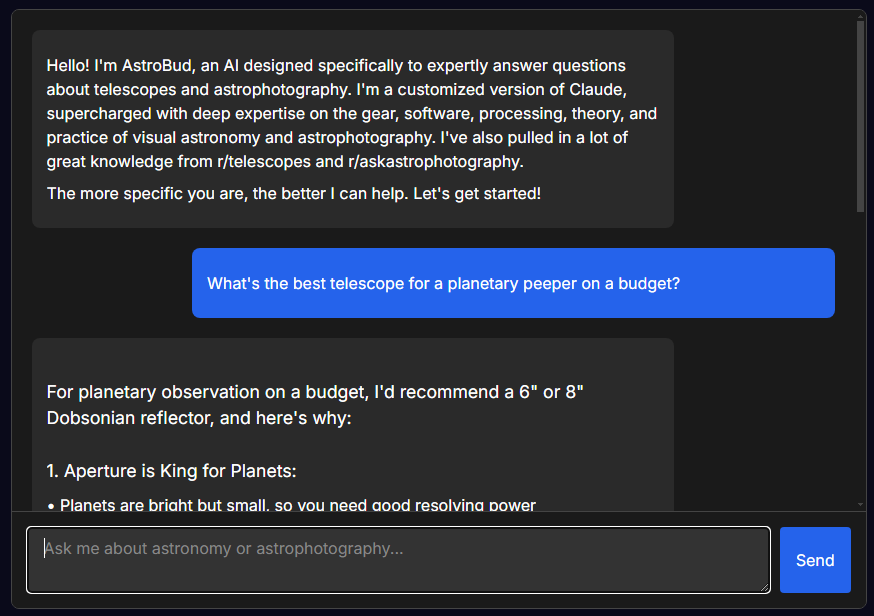 Hello! I'm AstroBud, an AI designed specifically to expertly answer questions
about telescopes and astrophotography. I'm a customized version of Claude,
supercharged with deep expertise on the gear, software, processing, theory, and
practice of visual astronomy and astrophotography. I've also pulled in a lot of
great knowledge from r/telescopes and r/askastrophotography.
The more specific you are, the better I can help. Let's get started!
What's the best telescope for a planetary peeper on a budget?
For planetary observation on a budget, I'd recommend a 6" or 8"
Dobsonian reflector, and here's why:
1. Aperture is King for Planets:
• Planets are bright but small, so you need good resolving power
Ask me about astronomy or astrophotography...
Send